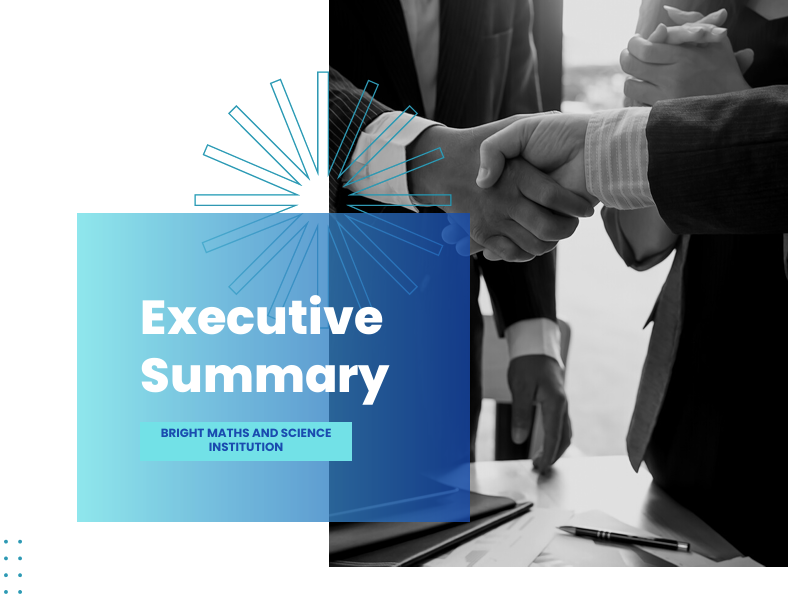 Executive
Summary
BRIGHT MATHS AND SCIENCE
INSTITUTION